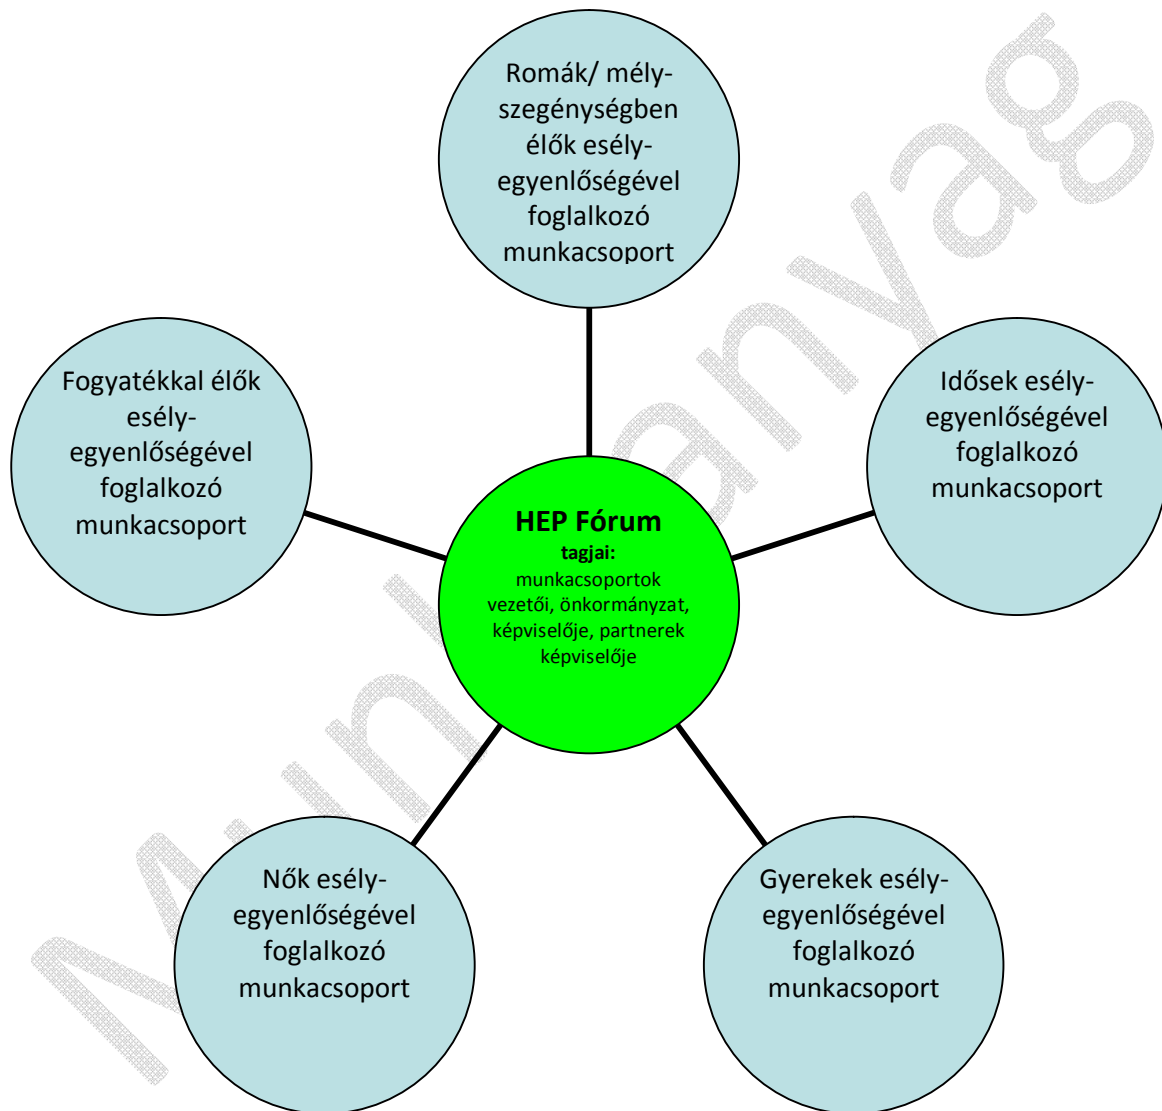 Romák/ mély-
szegénységben
élők esély-
egyenlőségével
foglalkozó
munkacsoport
Fogyatékkal élők
esély-
egyenlőségével
foglalkozó
munkacsoport
Idősek esély-
egyenlőségével
foglalkozó
munkacsoport
HEP Fórum
tagjai:
munkacsoportok
vezetői, önkormányzat,
képviselője, partnerek
képviselője
Nők esély-
egyenlőségével
foglalkozó
munkacsoport
Gyerekek esély-
egyenlőségével
foglalkozó
munkacsoport